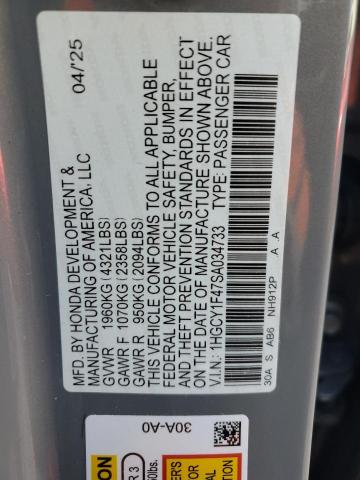 MFD. BY HONDA DEVELOPMENT & 04/'25
MANUFACTURING OF AMERICA, LLC
GVWR 1960KG (4321LBS)
GAWR F 1070KG (2358LBS)
GAWR R 950KG (2094LBS)
THIS VEHICLE CONFORMS TO ALL APPLICABLE
FEDERAL MOTOR VEHICLE SAFETY, BUMPER,
AND THEFT PREVENTION STANDARDS IN EFFECT
ON THE DATE OF MANUFACTURE SHOWN ABOVE.
V.I.N.: 1HGCY1F47SA034733 TYPE: PASSENGER CAR
30A S AB6 NH912P A .A
30A-A0